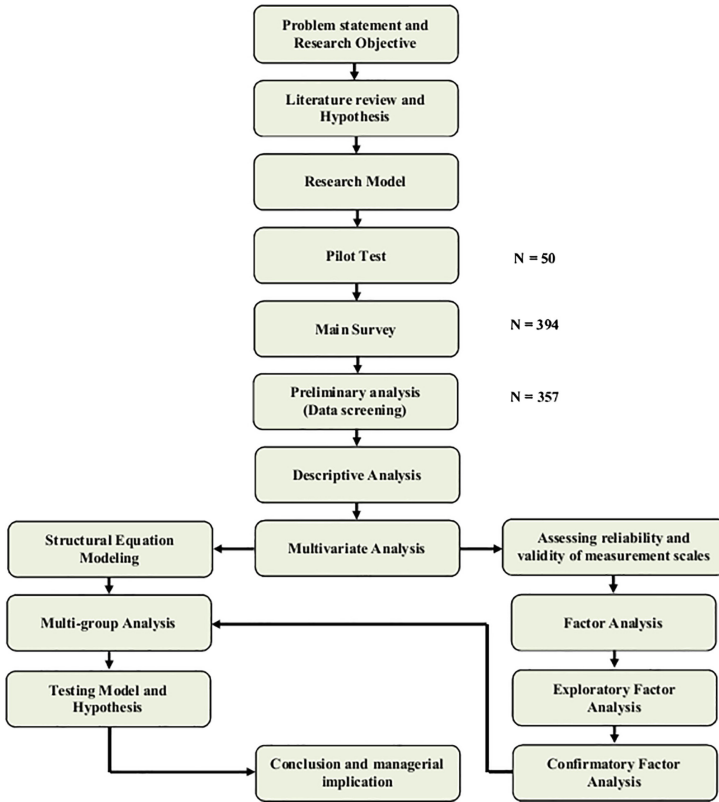 Problem statement and
Research Objective
Literature review and
Hypothesis
Research Model
Pilot Test
N = 50
Main Survey
N = 394
Preliminary analysis
(Data screening)
N = 357
Descriptive Analysis
Multivariate Analysis
Structural Equation
Modeling
Assessing reliability and
validity of measurement scales
Multi-group Analysis
Factor Analysis
Testing Model and
Hypothesis
Exploratory Factor
Analysis
Conclusion and managerial
implication
Confirmatory Factor
Analysis